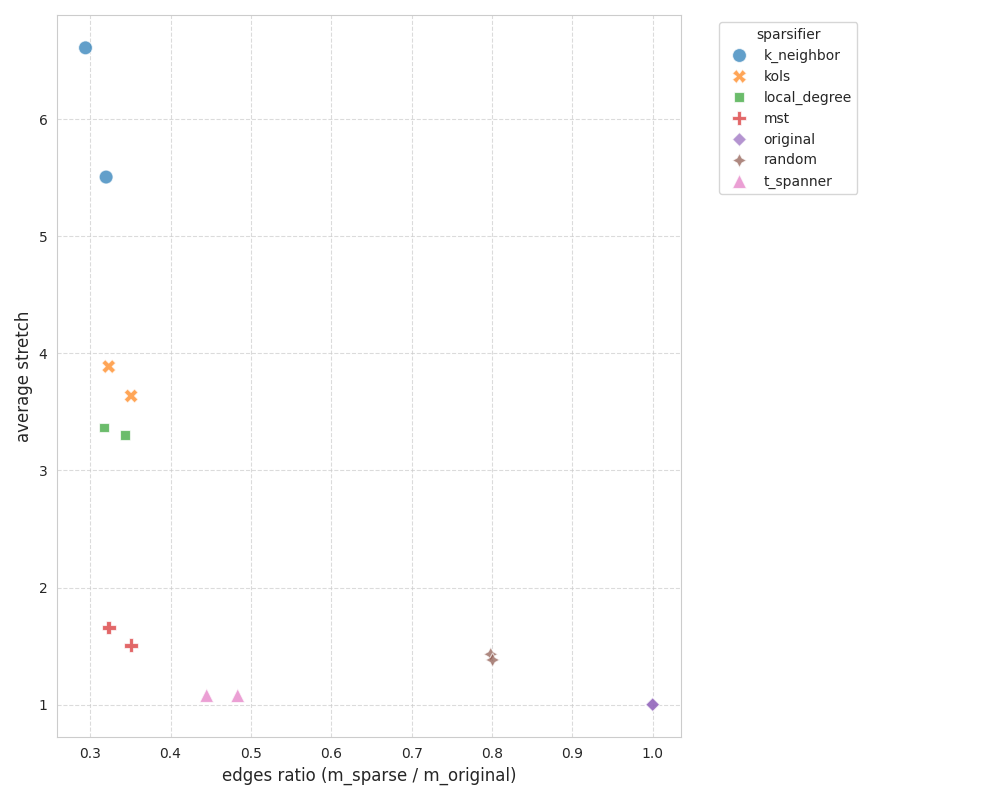 sparsifier
k_neighbor
kols
local_degree
mst
original
random
t_spanner
average stretch
6
5
4
3
2
1
0.3 0.4 0.5 0.6 0.7 0.8 0.9 1.0
edges ratio (m_sparse / m_original)